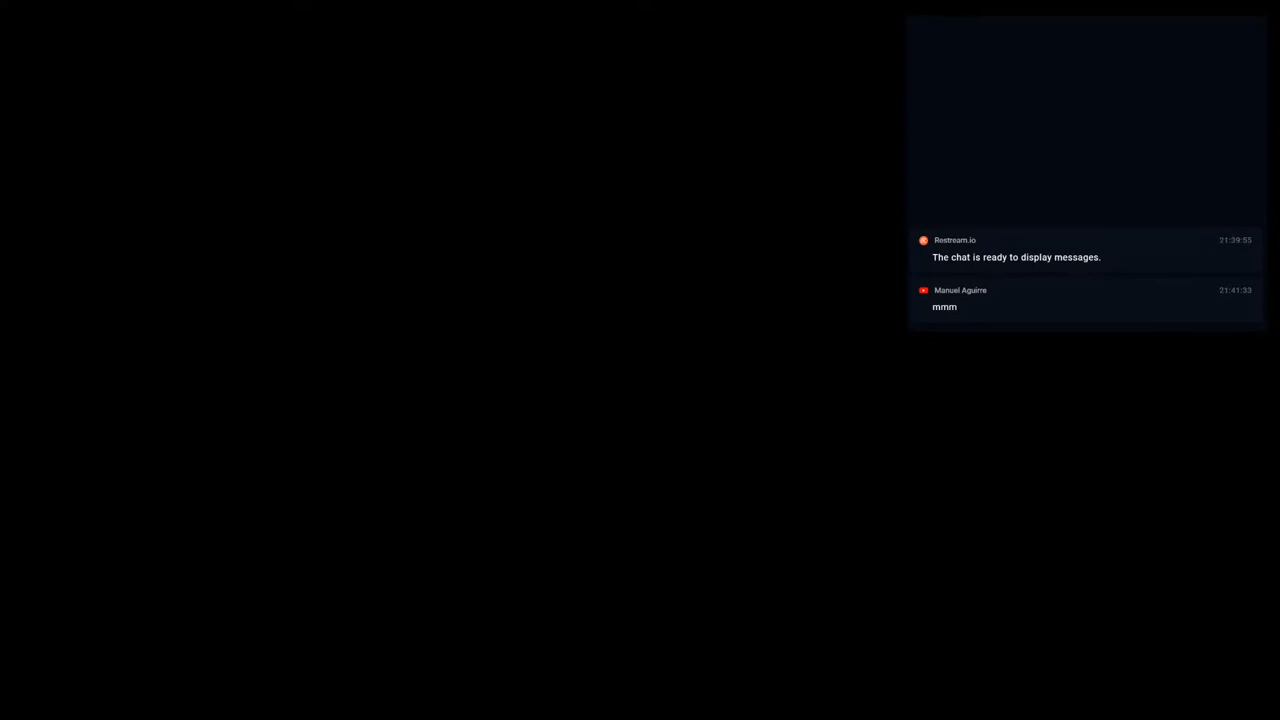 Restream.io 21:39:55
The chat is ready to display messages.
Manuel Aguirre 21:41:33
mmm